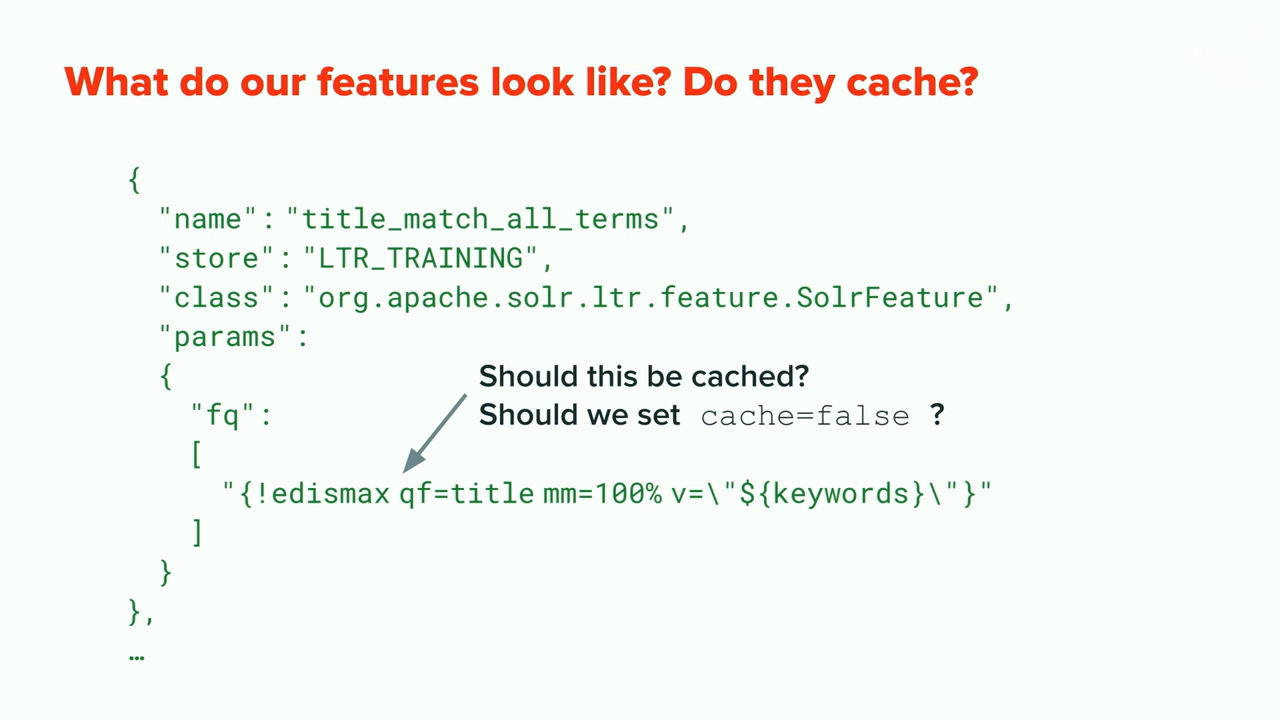 What do our features look like? Do they cache?
{
"name": "title_match_all_terms",
"store": "LTR_TRAINING",
"class": "org.apache.solr.ltr.feature.SolrFeature",
"params":
{
Should this be cached?
"fq":
Should we set cache=false ?
[
"{!edismax qf=title mm=100% v=\"${keywords}\"}"
]
}
},
…